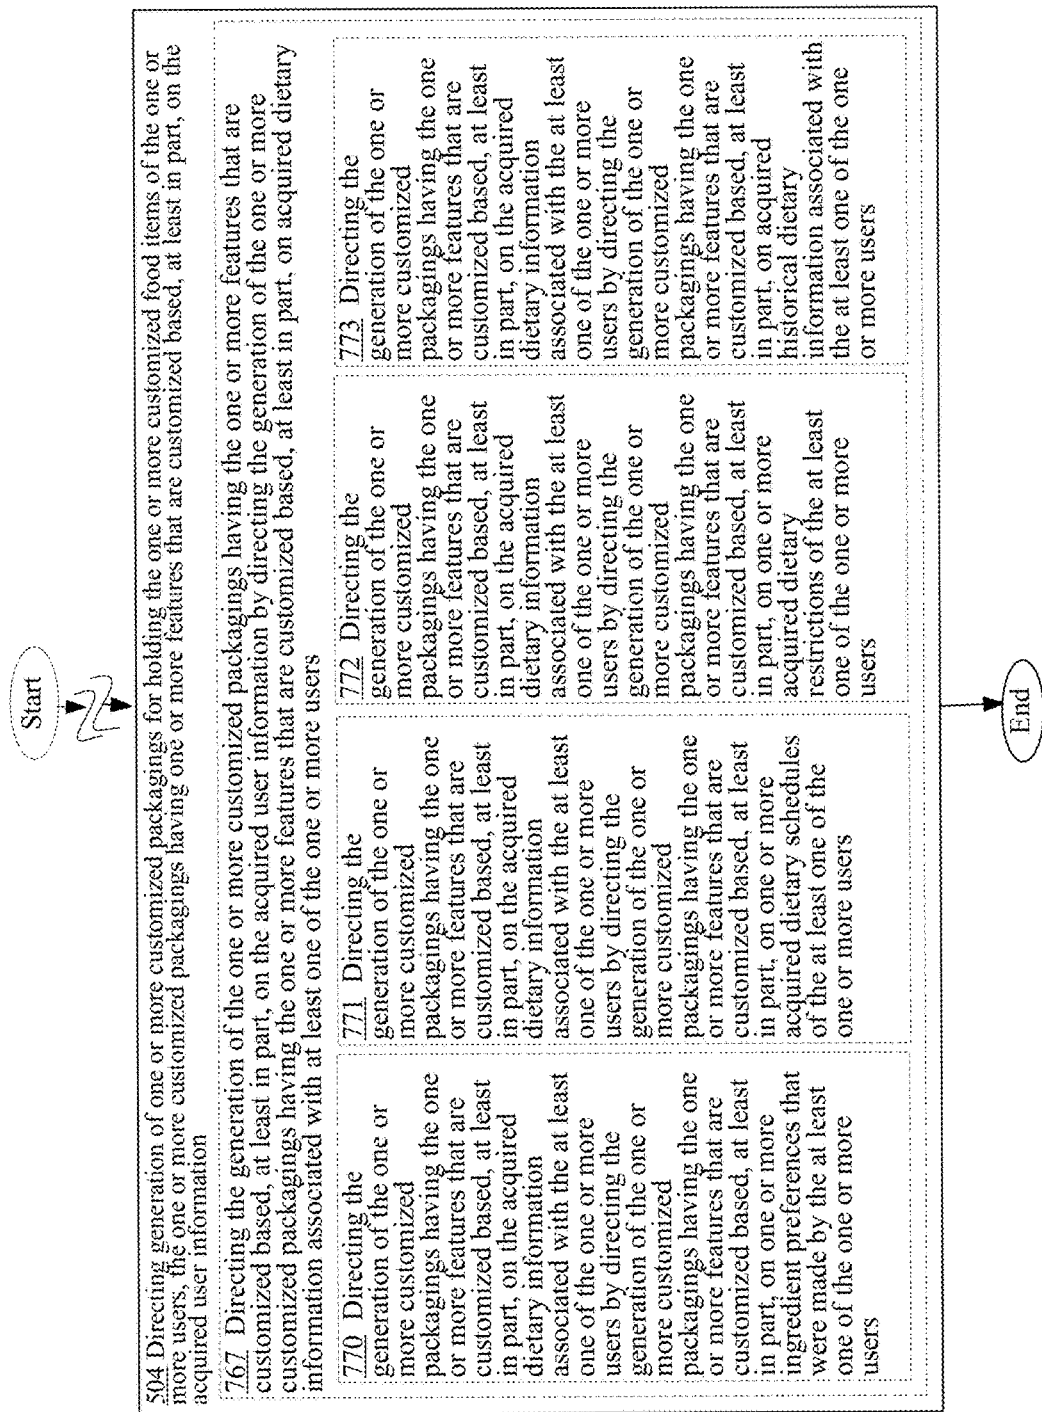 Start
504 Directing generation of one or more customized packagings for holding the one or more customized food items of the one or
more users, the one or more customized packagings having one or more features that are customized based, at least in part, on the
acquired user information
767 Directing the generation of the one or more customized packagings having the one or more features that are
customized based, at least in part, on the acquired user information by directing the generation of the one or more
customized packagings having the one or more features that are customized based, at least in part, on acquired dietary
information associated with at least one of the one or more users
770 Directing the
generation of the one or
more customized
packagings having the one
or more features that are
customized based, at least
in part, on the acquired
dietary information
associated with the at least
one of the one or more
users by directing the
generation of the one or
more customized
packagings having the one
or more features that are
customized based, at least
in part, on one or more
ingredient preferences that
were made by the at least
one of the one or more
users
771 Directing the
generation of the one or
more customized
packagings having the one
or more features that are
customized based, at least
in part, on the acquired
dietary information
associated with the at least
one of the one or more
users by directing the
generation of the one or
more customized
packagings having the one
or more features that are
customized based, at least
in part, on one or more
acquired dietary schedules
of the at least one of the
one or more users
772 Directing the
generation of the one or
more customized
packagings having the one
or more features that are
customized based, at least
in part, on the acquired
dietary information
associated with the at least
one of the one or more
users by directing the
generation of the one or
more customized
packagings having the one
or more features that are
customized based, at least
in part, on one or more
acquired dietary
restrictions of the at least
one of the one or more
users
773 Directing the
generation of the one or
more customized
packagings having the one
or more features that are
customized based, at least
in part, on the acquired
dietary information
associated with the at least
one of the one or more
users by directing the
generation of the one or
more customized
packagings having the one
or more features that are
customized based, at least
in part, on acquired
historical dietary
information associated with
the at least one of the one
or more users
End